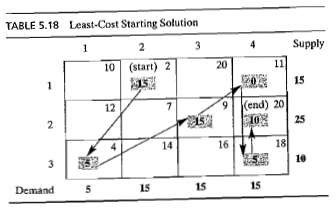 TABLE 5.18 Least-Cost Starting Solution
1 2 3 4 Supply
10 (start) 2 20 11
1 15 0 15
12 7 9 (end) 20
2 15 10 25
4 14 16 18
3 5 5 10
Demand 5 15 15 15